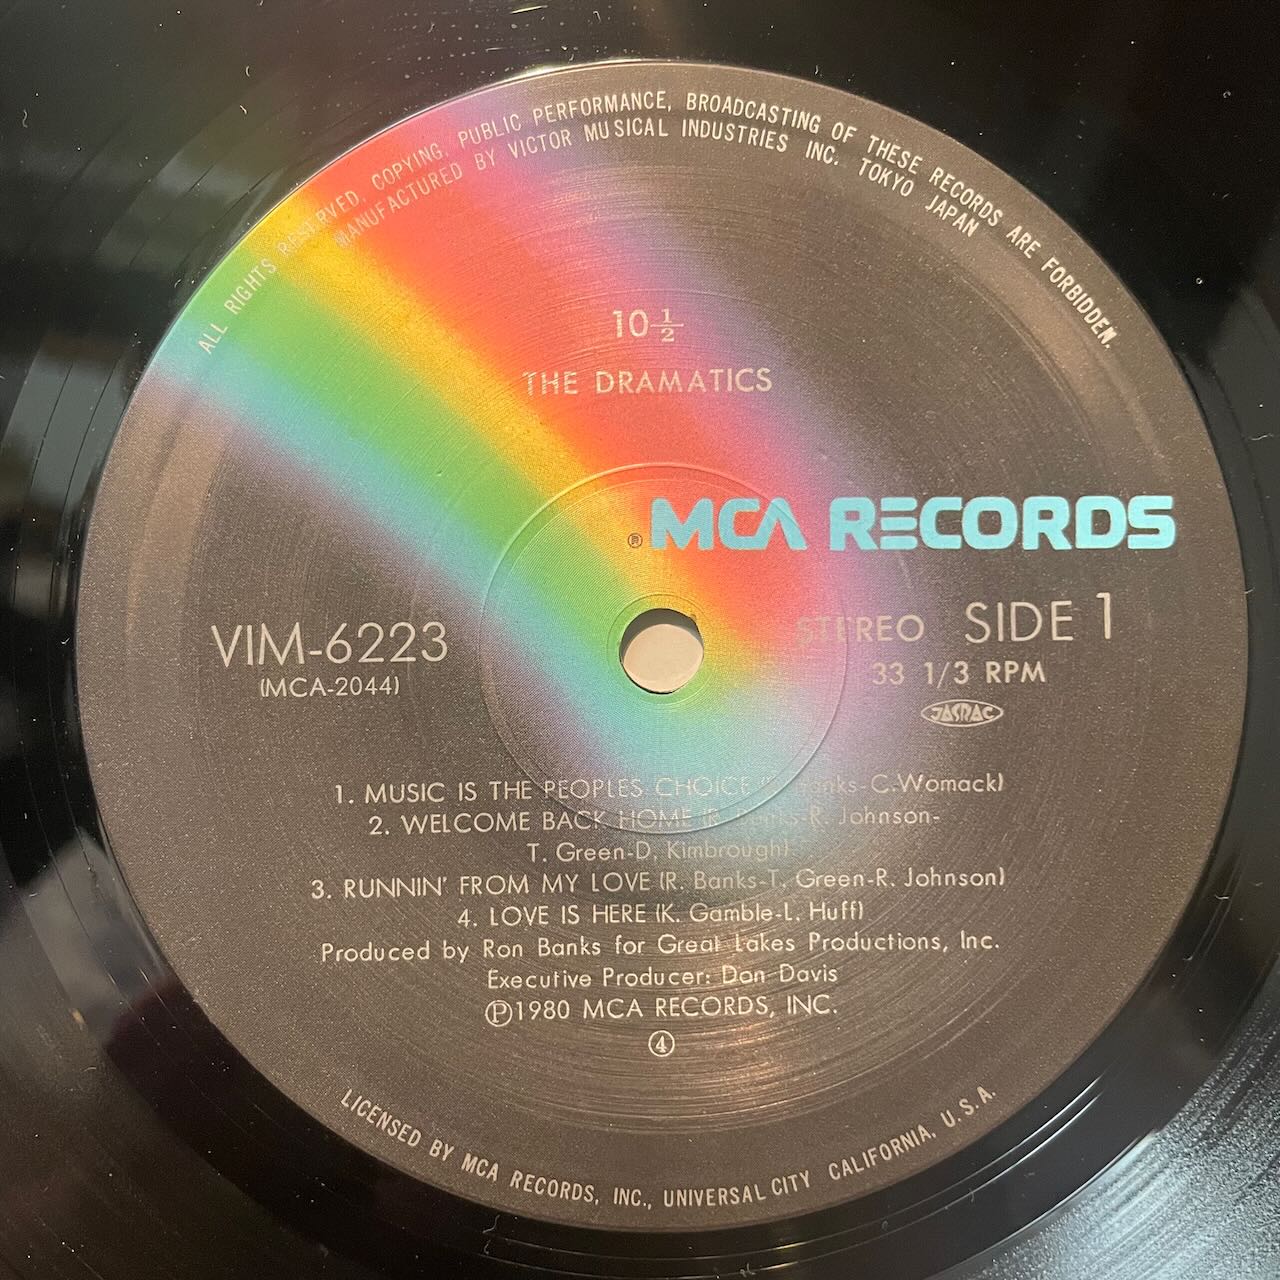 ALL RIGHTS RESERVED. COPYING, PUBLIC PERFORMANCE, BROADCASTING OF THESE RECORDS ARE FORBIDDEN.
MANUFACTURED BY VICTOR MUSICAL INDUSTRIES INC. TOKYO JAPAN
10 1/2
THE DRAMATICS
® MCA RECORDS
VIM-6223
(MCA-2044)
STEREO SIDE 1
33 1/3 RPM
JASRAC
1. MUSIC IS THE PEOPLES CHOICE (R. Banks-C.Womack)
2. WELCOME BACK HOME (R. Banks-R. Johnson-
T. Green-D. Kimbrough)
3. RUNNIN' FROM MY LOVE (R. Banks-T. Green-R. Johnson)
4. LOVE IS HERE (K. Gamble-L. Huff)
Produced by Ron Banks for Great Lakes Productions, Inc.
Executive Producer: Don Davis
Ⓟ1980 MCA RECORDS, INC.
④
LICENSED BY MCA RECORDS, INC., UNIVERSAL CITY CALIFORNIA, U.S.A.